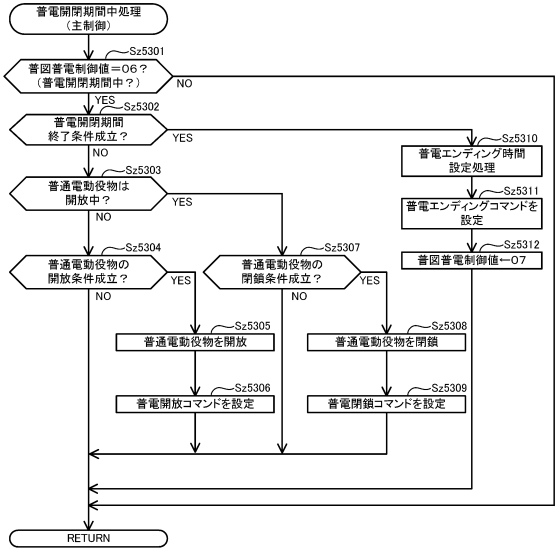 普電開閉期間中処理
(主制御)
Sz5301
普図普電制御値＝06？
(普電開閉期間中？)
NO
YES
Sz5302
普電開閉期間
終了条件成立？
YES
NO
Sz5310
普電エンディング時間
設定処理
Sz5303
普通電動役物は
開放中？
YES
NO
Sz5311
普電エンディングコマンドを
設定
Sz5304
普通電動役物の
開放条件成立？
YES
NO
Sz5307
普通電動役物の
閉鎖条件成立？
YES
NO
Sz5312
普図普電制御値←07
Sz5305
普通電動役物を開放
Sz5308
普通電動役物を閉鎖
Sz5306
普電開放コマンドを設定
Sz5309
普電閉鎖コマンドを設定
RETURN